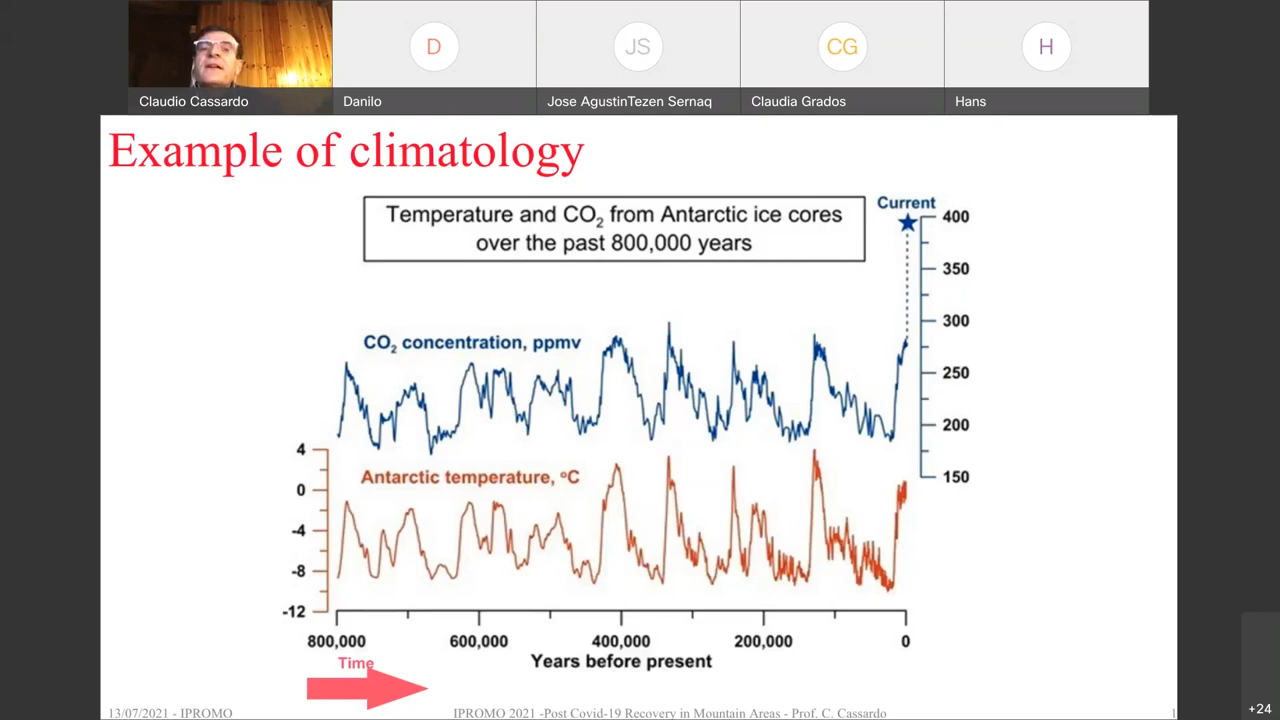 D
JS
CG
H
Claudio Cassardo
Danilo
Jose AgustinTezen Sernaq
Claudia Grados
Hans
Example of climatology
Temperature and CO₂ from Antarctic ice cores
over the past 800,000 years
Current
400
350
300
250
200
150
CO₂ concentration, ppmv
Antarctic temperature, °C
4
0
-4
-8
-12
800,000
600,000
400,000
200,000
0
Years before present
Time
13/07/2021 - IPROMO
IPROMO 2021 -Post Covid-19 Recovery in Mountain Areas - Prof. C. Cassardo
1
+24